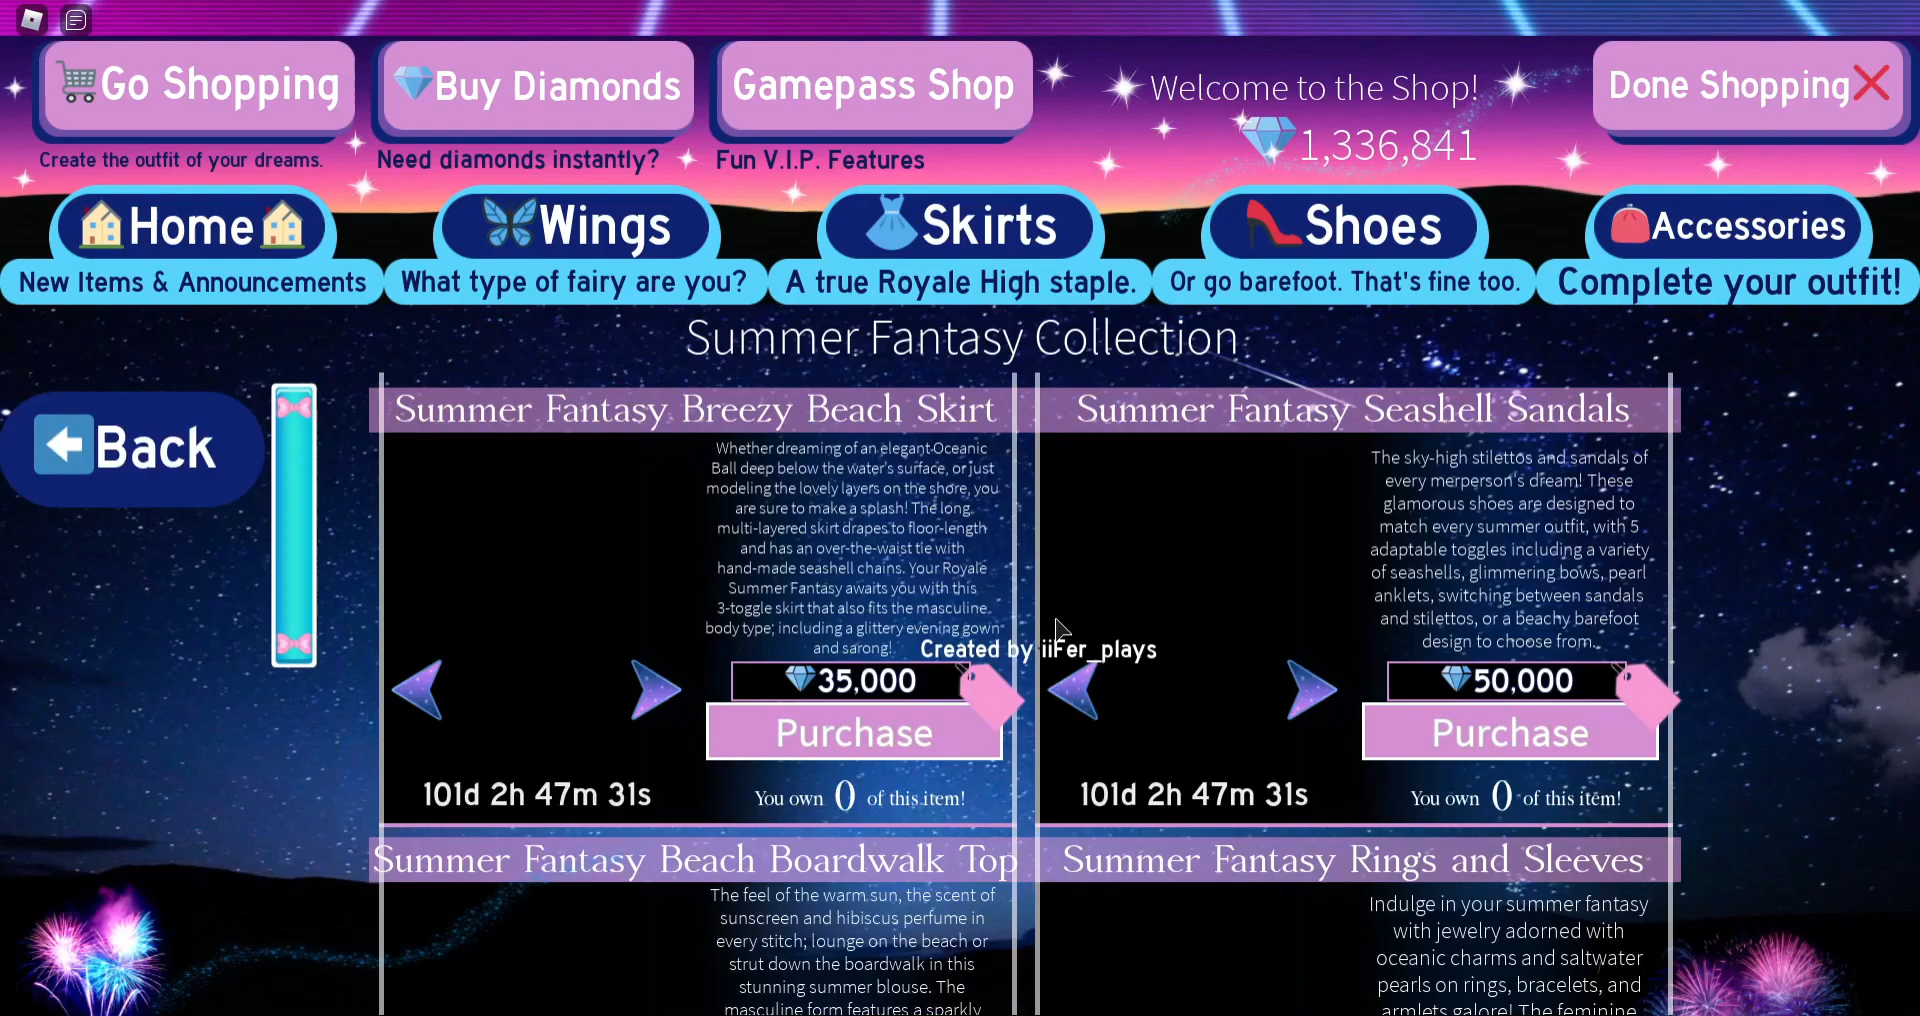 Go Shopping
Create the outfit of your dreams.
Buy Diamonds
Need diamonds instantly?
Gamepass Shop
Fun V.I.P. Features
Welcome to the Shop!
1,336,841
Done Shopping
Home
New Items & Announcements
Wings
What type of fairy are you?
Skirts
A true Royale High staple.
Shoes
Or go barefoot. That's fine too.
Accessories
Complete your outfit!
Summer Fantasy Collection
Back
Summer Fantasy Breezy Beach Skirt
Whether dreaming of an elegant Oceanic
Ball deep below the water's surface, or just
modeling the lovely layers on the shore, you
are sure to make a splash! The long,
multi-layered skirt drapes to floor-length
and has an over-the-waist tie with
hand-made seashell chains. Your Royale
Summer Fantasy awaits you with this
3-toggle skirt that also fits the masculine
body type; including a glittery evening gown
and sarong!
35,000
Purchase
101d 2h 47m 31s
You own 0 of this item!
Summer Fantasy Seashell Sandals
The sky-high stilettos and sandals of
every merperson's dream! These
glamorous shoes are designed to
match every summer outfit, with 5
adaptable toggles including a variety
of seashells, glimmering bows, pearl
anklets, switching between sandals
and stilettos, or a beachy barefoot
design to choose from.
50,000
Purchase
101d 2h 47m 31s
You own 0 of this item!
Created by iiFer_plays
Summer Fantasy Beach Boardwalk Top
The feel of the warm sun, the scent of
sunscreen and hibiscus perfume in
every stitch; lounge on the beach or
strut down the boardwalk in this
stunning summer blouse. The
masculine form features a sparkly
Summer Fantasy Rings and Sleeves
Indulge in your summer fantasy
with jewelry adorned with
oceanic charms and saltwater
pearls on rings, bracelets, and
armlets galore! The feminine